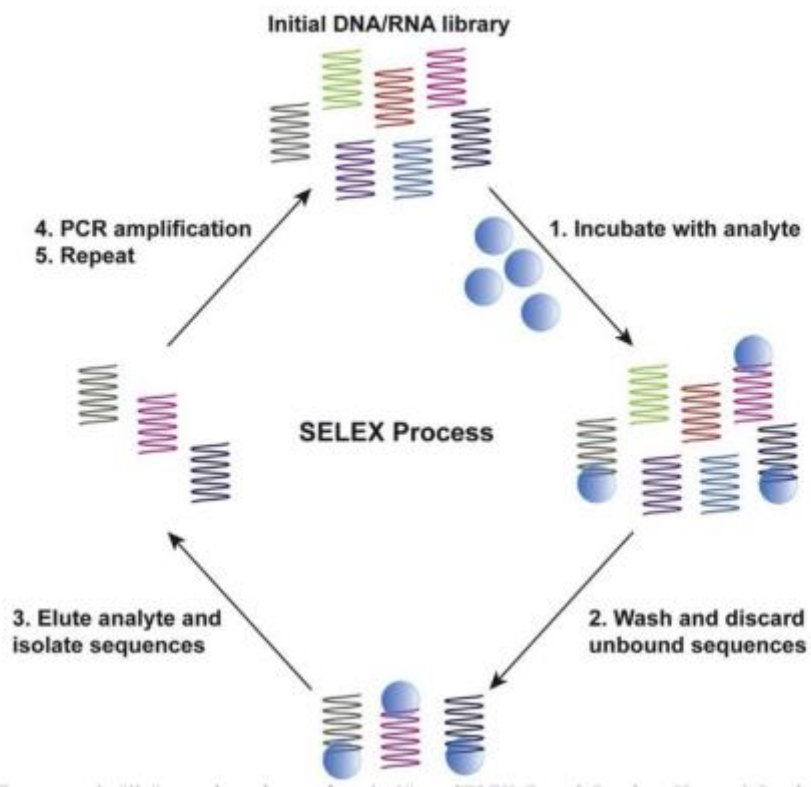 Initial DNA/RNA library
4. PCR amplification
5. Repeat
1. Incubate with analyte
SELEX Process
3. Elute analyte and
isolate sequences
2. Wash and discard
unbound sequences